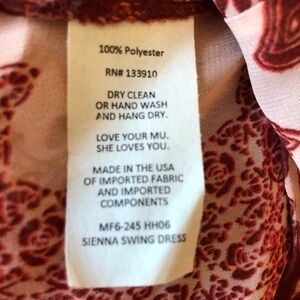 100% Polyester
RN# 133910
DRY CLEAN
OR HAND WASH
AND HANG DRY.
LOVE YOUR MU.
SHE LOVES YOU.
MADE IN THE USA
OF IMPORTED FABRIC
AND IMPORTED
COMPONENTS
MF6-245 HH06
SIENNA SWING DRESS